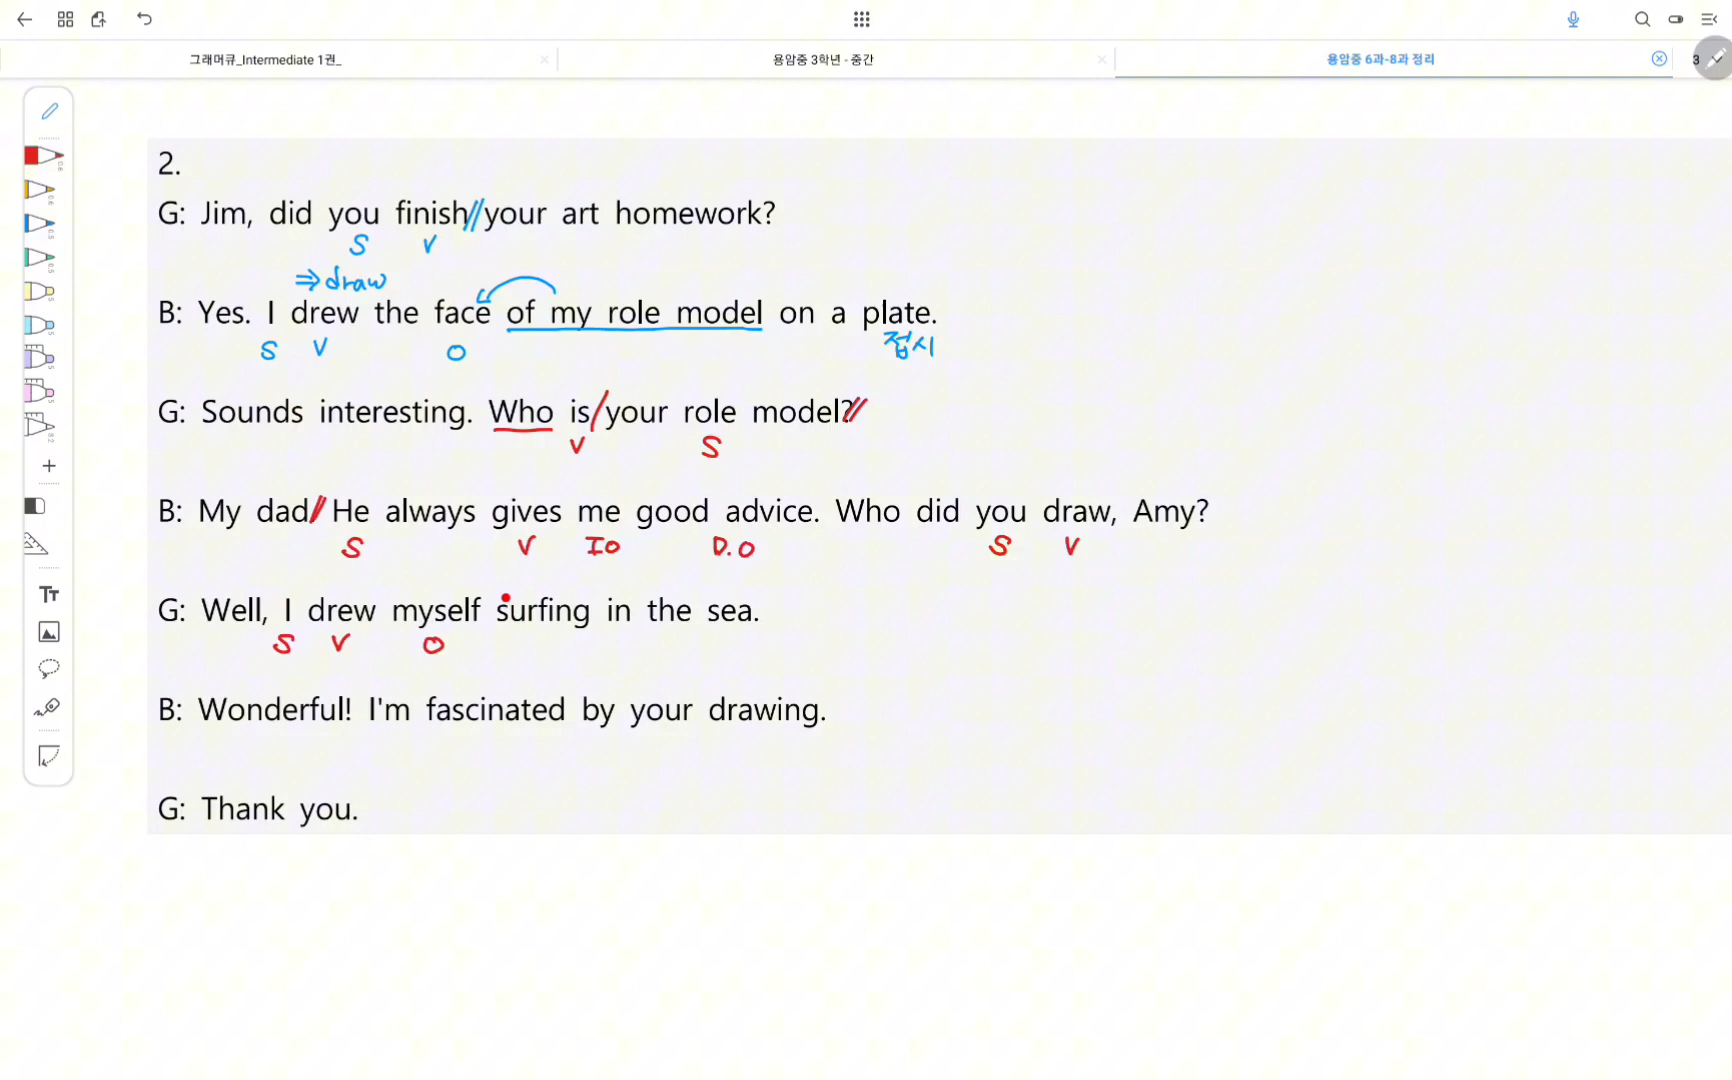 그래머큐_Intermediate 1권_
용암중 3학년 - 중간
용암중 6과-8과 정리
3
2.
G: Jim, did you finish//your art homework?
S V
⇒ draw
B: Yes. I drew the face of my role model on a plate.
S V O 접시
G: Sounds interesting. Who is/your role model?//
V S
B: My dad// He always gives me good advice. Who did you draw, Amy?
S V IO D.O S V
G: Well, I drew myself surfing in the sea.
S V O
B: Wonderful! I'm fascinated by your drawing.
G: Thank you.